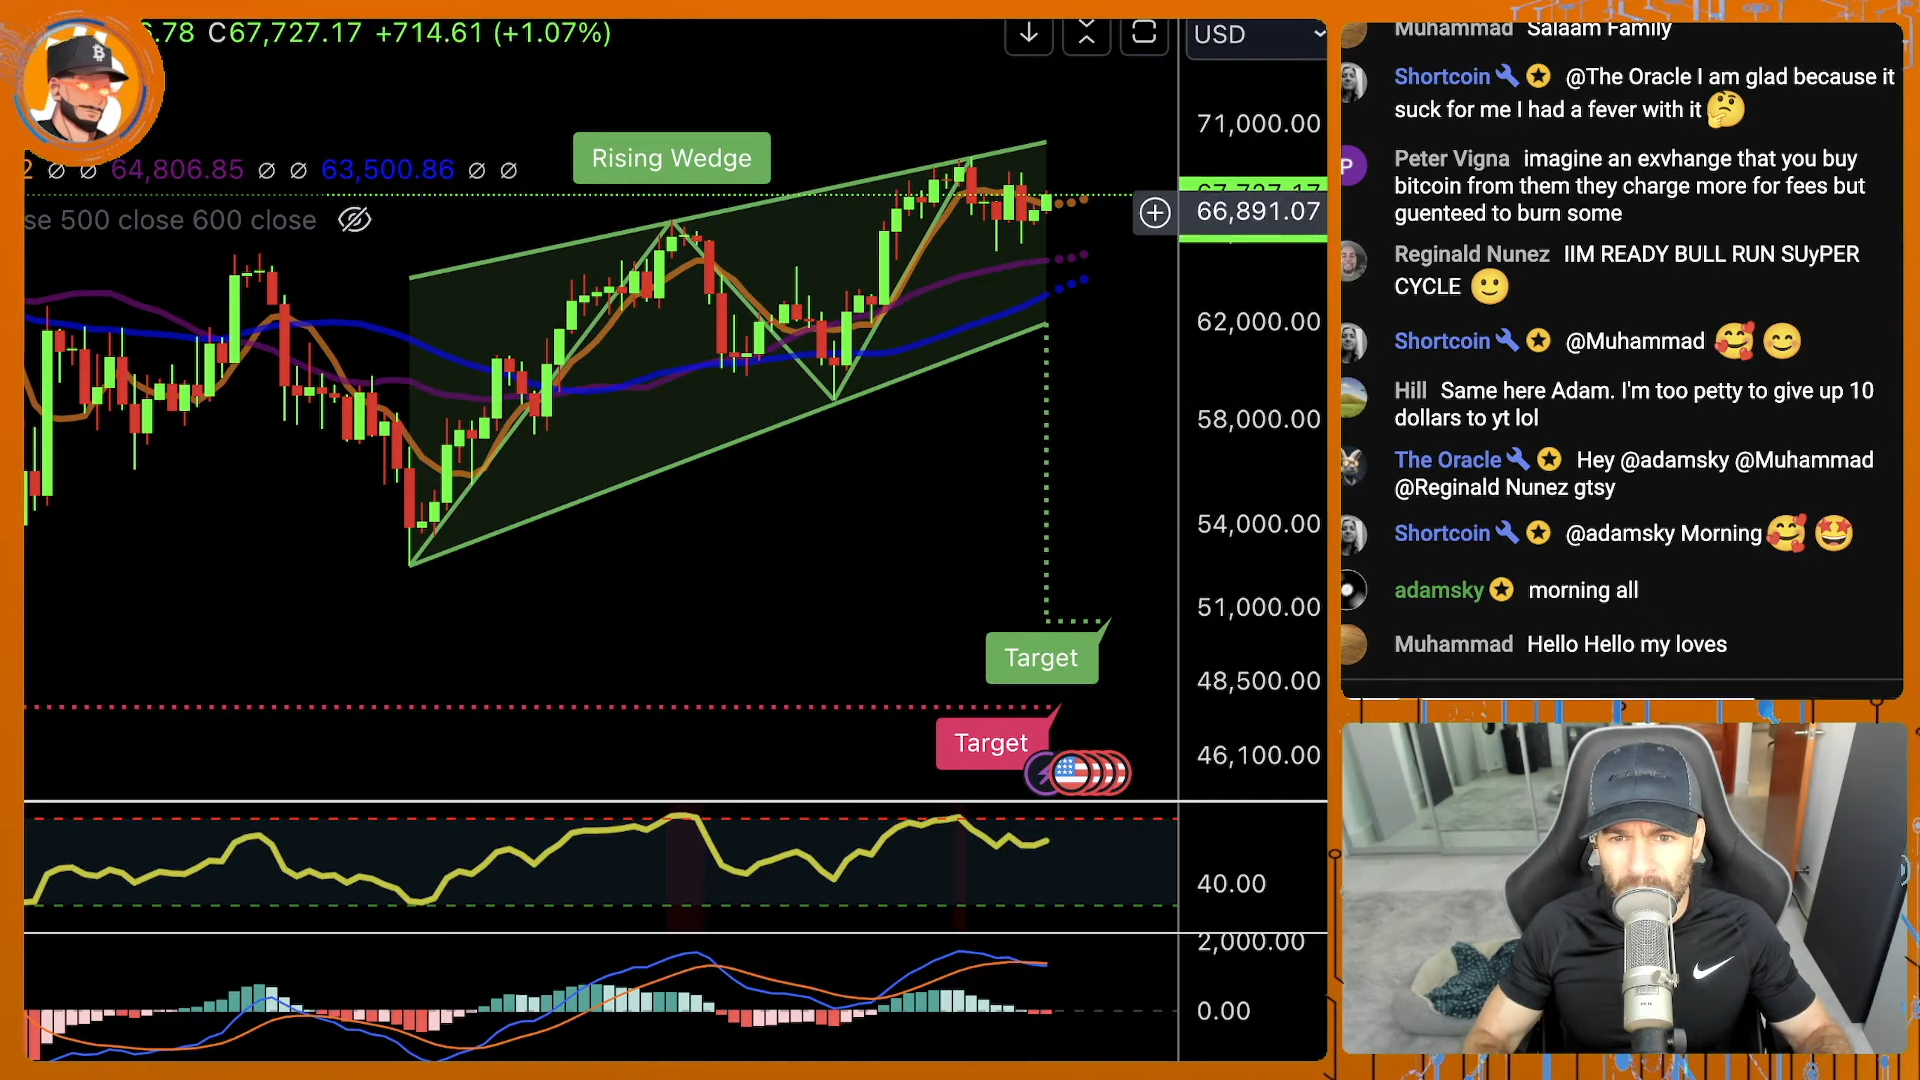 6.78 C67,727.17 +714.61 (+1.07%)
USD
2 ∅ ∅ 64,806.85 ∅ ∅ 63,500.86 ∅ ∅
se 500 close 600 close
Rising Wedge
71,000.00
67,727.17
66,891.07
62,000.00
58,000.00
54,000.00
51,000.00
48,500.00
46,100.00
Target
Target
40.00
2,000.00
0.00
Muhammad Salaam Family
Shortcoin @The Oracle I am glad because it
suck for me I had a fever with it 🤔
P
Peter Vigna imagine an exvhange that you buy
bitcoin from them they charge more for fees but
guenteed to burn some
Reginald Nunez IIM READY BULL RUN SUyPER
CYCLE 🙂
Shortcoin @Muhammad 🥰 😊
Hill Same here Adam. I'm too petty to give up 10
dollars to yt lol
The Oracle Hey @adamsky @Muhammad
@Reginald Nunez gtsy
Shortcoin @adamsky Morning 🥰 🤩
adamsky morning all
Muhammad Hello Hello my loves